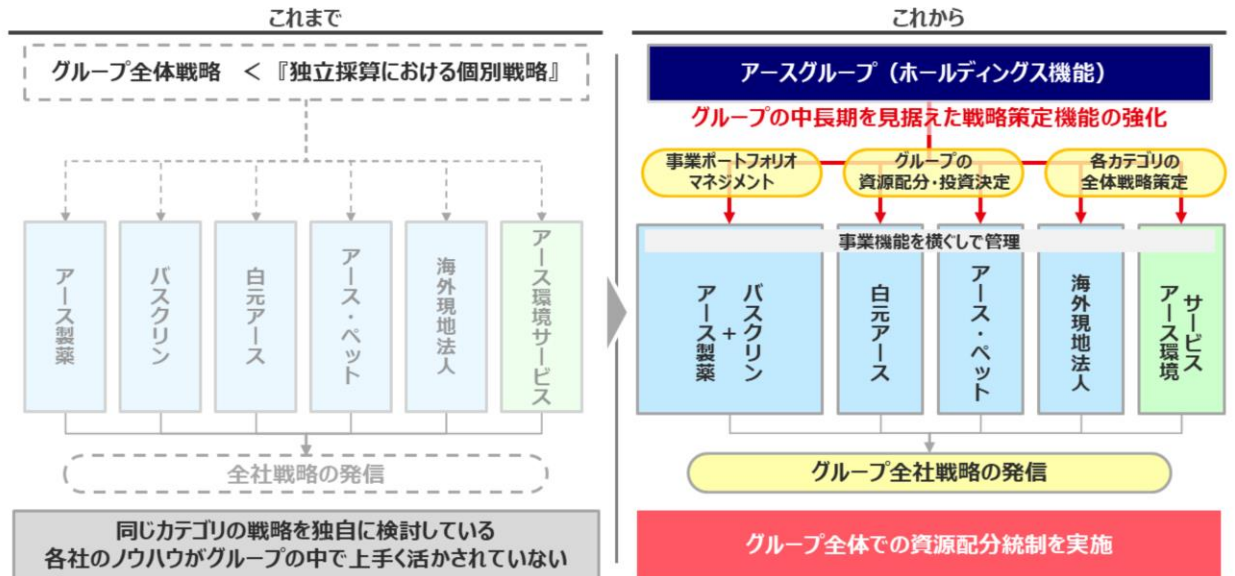 これまで
グループ全体戦略 < 『独立採算における個別戦略』
アース製薬
バスクリン
白元アース
アース・ペット
海外現地法人
アース環境サービス
全社戦略の発信
同じカテゴリの戦略を独自に検討している
各社のノウハウがグループの中で上手く活かされていない
これから
アースグループ（ホールディングス機能）
グループの中長期を見据えた戦略策定機能の強化
事業ポートフォリオ
マネジメント
グループの
資源配分・投資決定
各カテゴリの
全体戦略策定
事業機能を横ぐしで管理
バスクリン
+
アース製薬
白元アース
アース・ペット
海外現地法人
サービス
アース環境
グループ全社戦略の発信
グループ全体での資源配分統制を実施